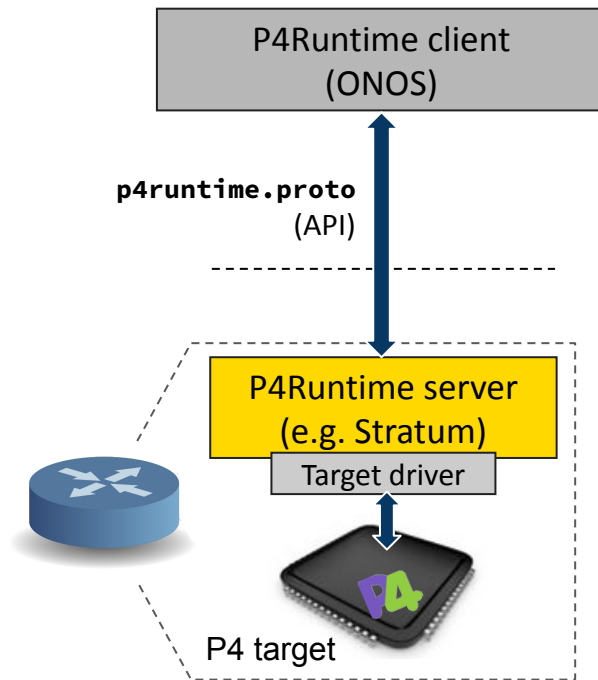 P4Runtime client
(ONOS)
p4runtime.proto
(API)
P4Runtime server
(e.g. Stratum)
Target driver
P4
P4 target